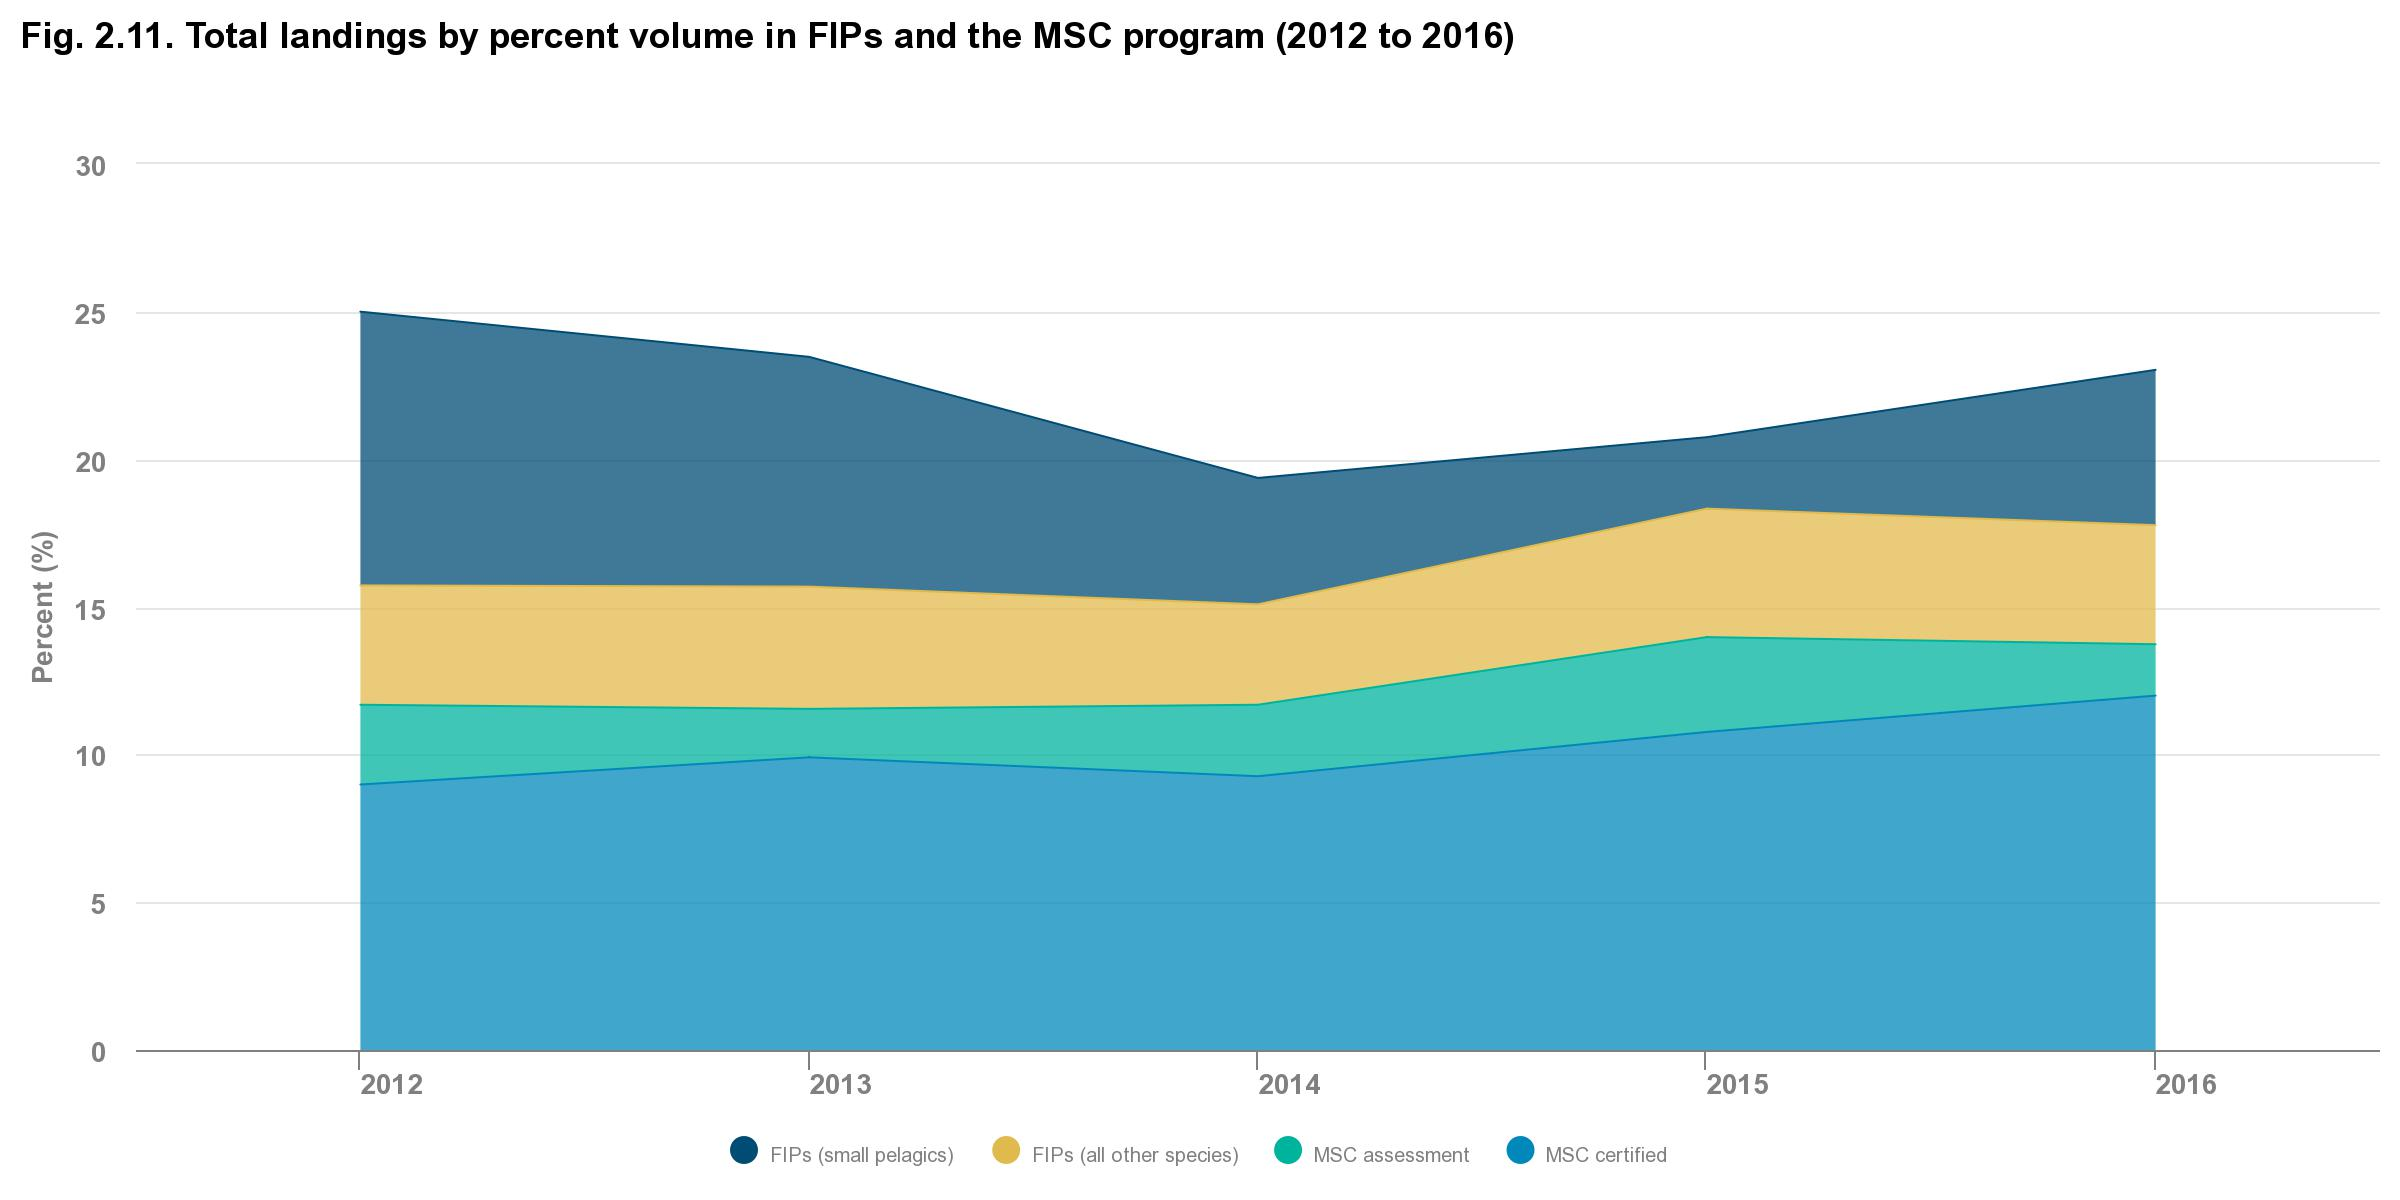 Fig. 2.11. Total landings by percent volume in FIPs and the MSC program (2012 to 2016)
30
25
20
15
10
5
0
Percent (%)
2012 2013 2014 2015 2016
FIPs (small pelagics) FIPs (all other species) MSC assessment MSC certified